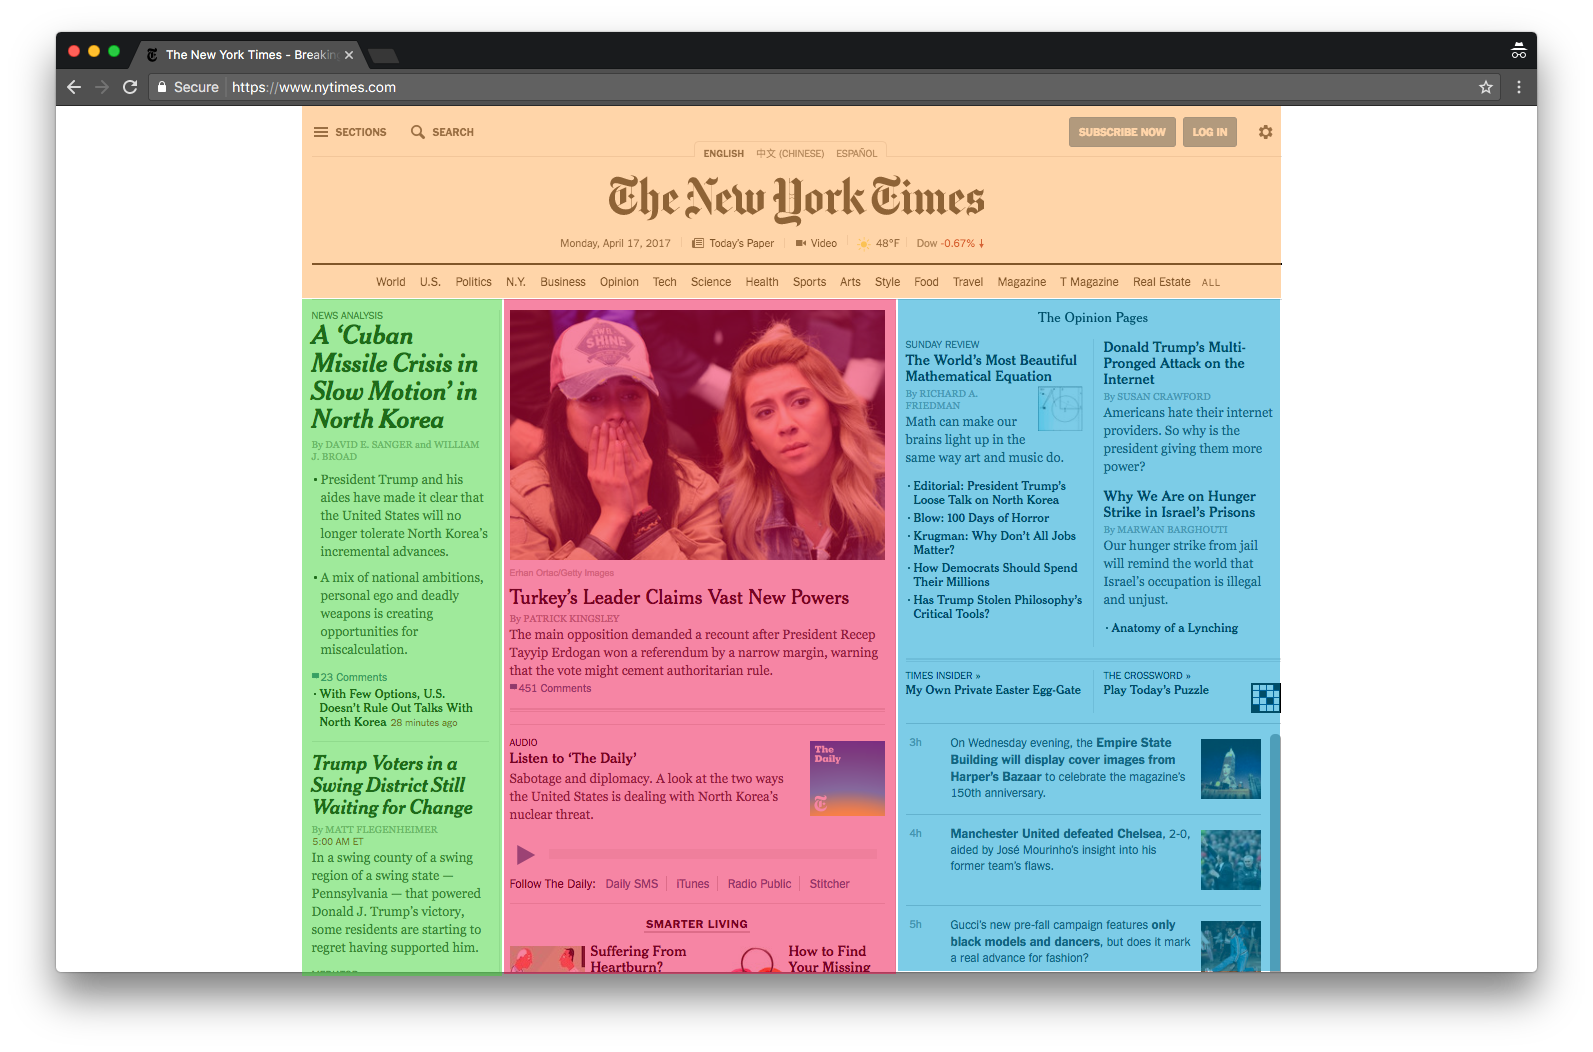 The New York Times - Breakin
Secure https://www.nytimes.com
SECTIONS SEARCH SUBSCRIBE NOW LOG IN
ENGLISH 中文 (CHINESE) ESPAÑOL
The New York Times
Monday, April 17, 2017 Today's Paper Video 48°F Dow -0.67% ↓
World U.S. Politics N.Y. Business Opinion Tech Science Health Sports Arts Style Food Travel Magazine T Magazine Real Estate ALL
NEWS ANALYSIS
A ‘Cuban
Missile Crisis in
Slow Motion’ in
North Korea
By DAVID E. SANGER and WILLIAM
J. BROAD
• President Trump and his
aides have made it clear that
the United States will no
longer tolerate North Korea’s
incremental advances.
• A mix of national ambitions,
personal ego and deadly
weapons is creating
opportunities for
miscalculation.
23 Comments
• With Few Options, U.S.
Doesn’t Rule Out Talks With
North Korea 28 minutes ago
Trump Voters in a
Swing District Still
Waiting for Change
By MATT FLEGENHEIMER
5:00 AM ET
In a swing county of a swing
region of a swing state —
Pennsylvania — that powered
Donald J. Trump’s victory,
some residents are starting to
regret having supported him.
SHINE
Erhan Ortac/Getty Images
Turkey’s Leader Claims Vast New Powers
By PATRICK KINGSLEY
The main opposition demanded a recount after President Recep
Tayyip Erdogan won a referendum by a narrow margin, warning
that the vote might cement authoritarian rule.
451 Comments
AUDIO
Listen to ‘The Daily’
Sabotage and diplomacy. A look at the two ways
the United States is dealing with North Korea’s
nuclear threat.
The
Daily
Follow The Daily: Daily SMS iTunes Radio Public Stitcher
SMARTER LIVING
Suffering From
Heartburn?
How to Find
Your Missing
The Opinion Pages
SUNDAY REVIEW
The World’s Most Beautiful
Mathematical Equation
By RICHARD A.
FRIEDMAN
Math can make our
brains light up in the
same way art and music do.
• Editorial: President Trump’s
Loose Talk on North Korea
• Blow: 100 Days of Horror
• Krugman: Why Don’t All Jobs
Matter?
• How Democrats Should Spend
Their Millions
• Has Trump Stolen Philosophy’s
Critical Tools?
Donald Trump’s Multi-
Pronged Attack on the
Internet
By SUSAN CRAWFORD
Americans hate their internet
providers. So why is the
president giving them more
power?
Why We Are on Hunger
Strike in Israel’s Prisons
By MARWAN BARGHOUTI
Our hunger strike from jail
will remind the world that
Israel’s occupation is illegal
and unjust.
• Anatomy of a Lynching
TIMES INSIDER »
My Own Private Easter Egg-Gate
THE CROSSWORD »
Play Today’s Puzzle
3h On Wednesday evening, the Empire State
Building will display cover images from
Harper’s Bazaar to celebrate the magazine’s
150th anniversary.
4h Manchester United defeated Chelsea, 2-0,
aided by José Mourinho’s insight into his
former team’s flaws.
5h Gucci’s new pre-fall campaign features only
black models and dancers, but does it mark
a real advance for fashion?